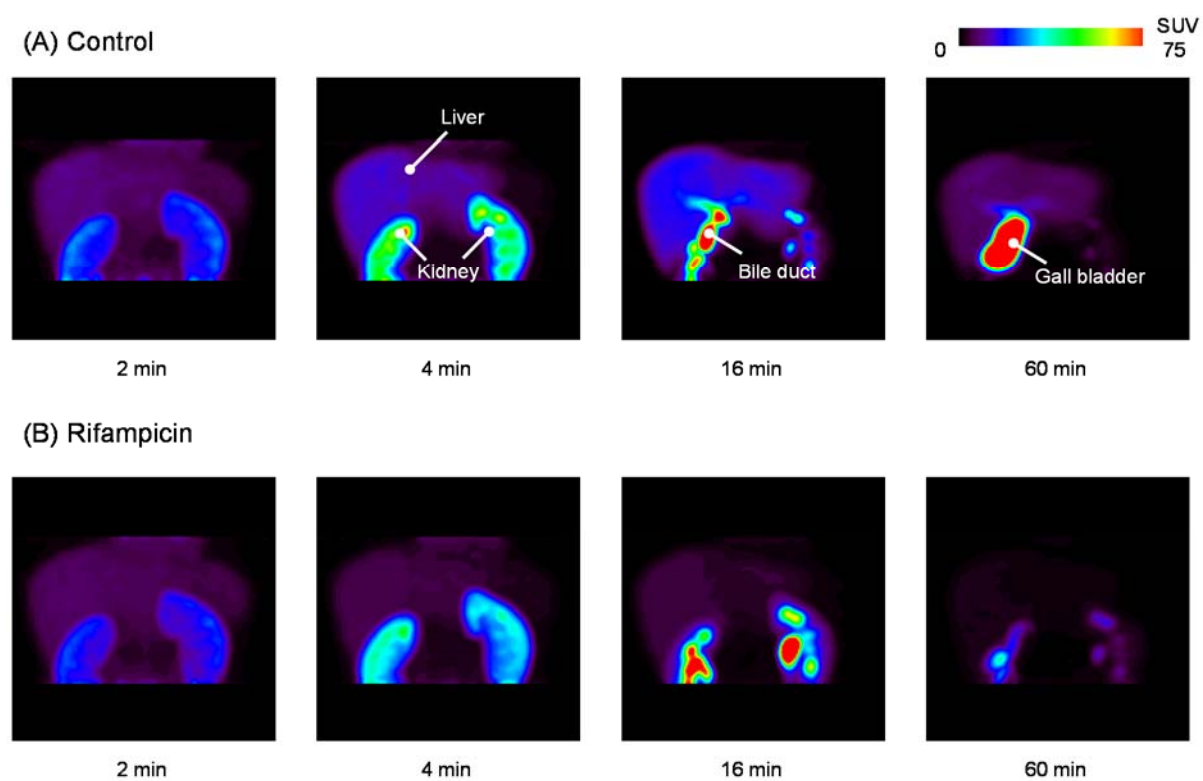 (A) Control
SUV
0
75
Liver
Kidney
Bile duct
Gall bladder
2 min
4 min
16 min
60 min
(B) Rifampicin
2 min
4 min
16 min
60 min